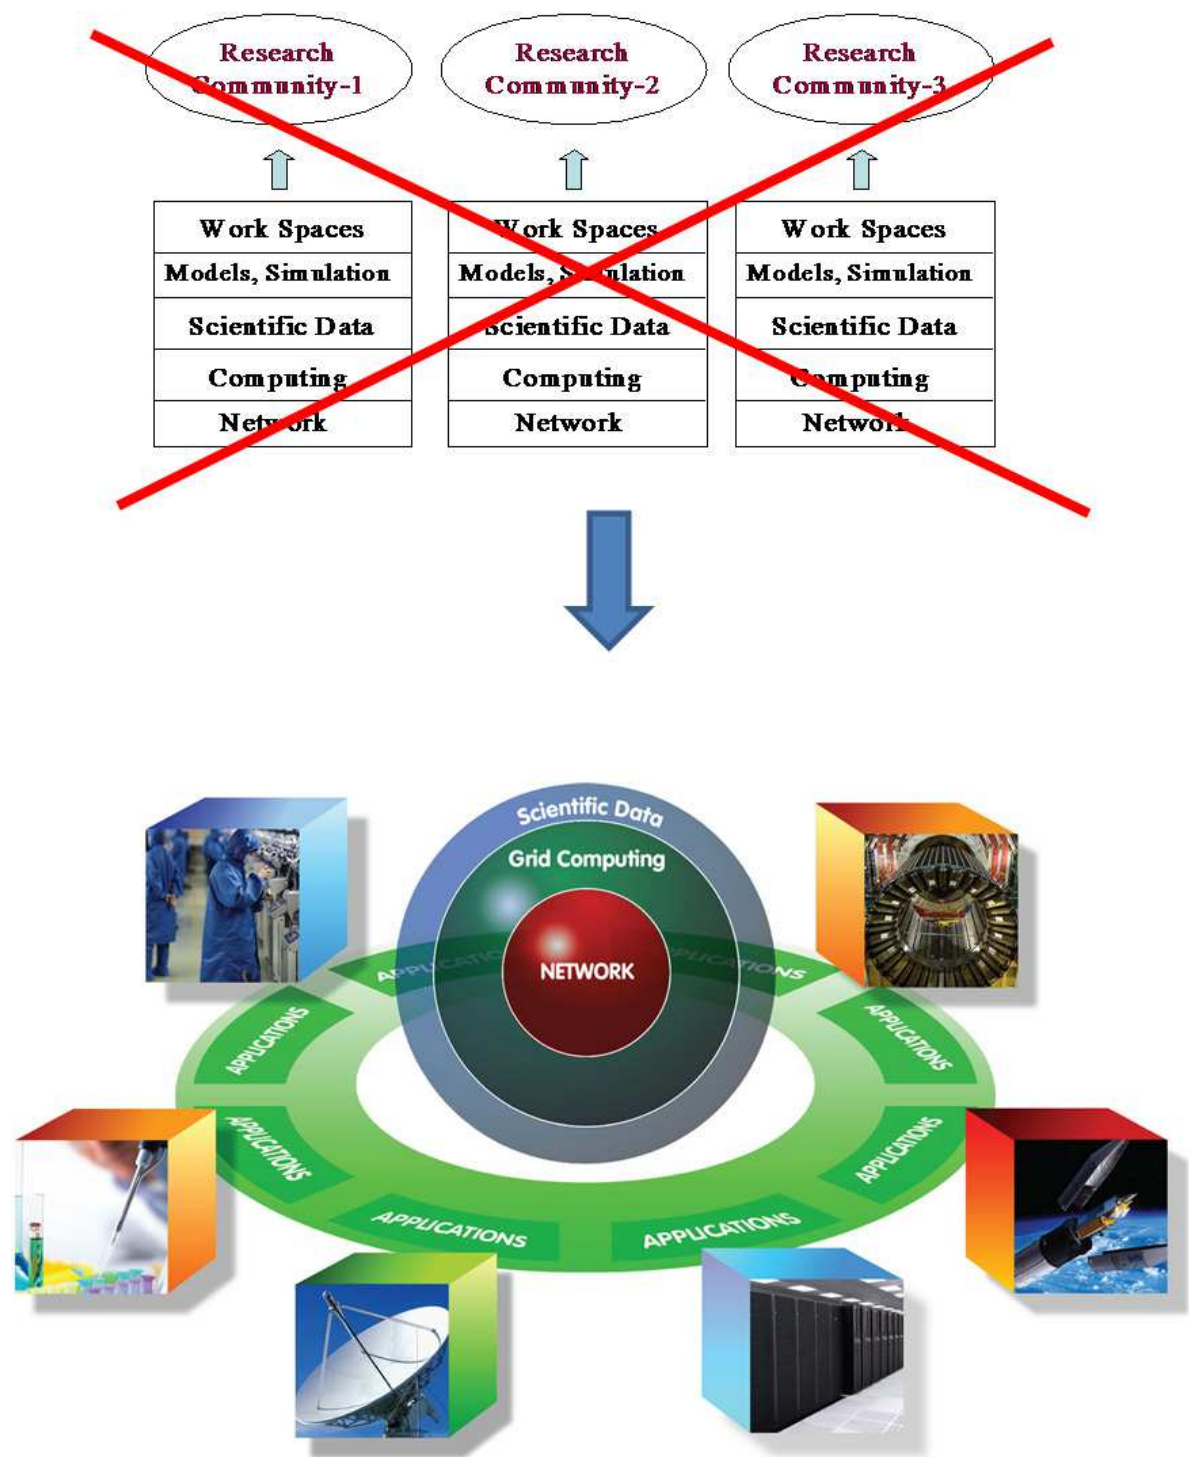 Research
Community-1
Research
Community-2
Research
Community-3
Work Spaces
Models, Simulation
Scientific Data
Computing
Network
Work Spaces
Models, Simulation
Scientific Data
Computing
Network
Work Spaces
Models, Simulation
Scientific Data
Computing
Network
Scientific Data
Grid Computing
NETWORK
APPLICATIONS
APPLICATIONS
APPLICATIONS
APPLICATIONS
APPLICATIONS
APPLICATIONS
APPLICATIONS
APPLICATIONS